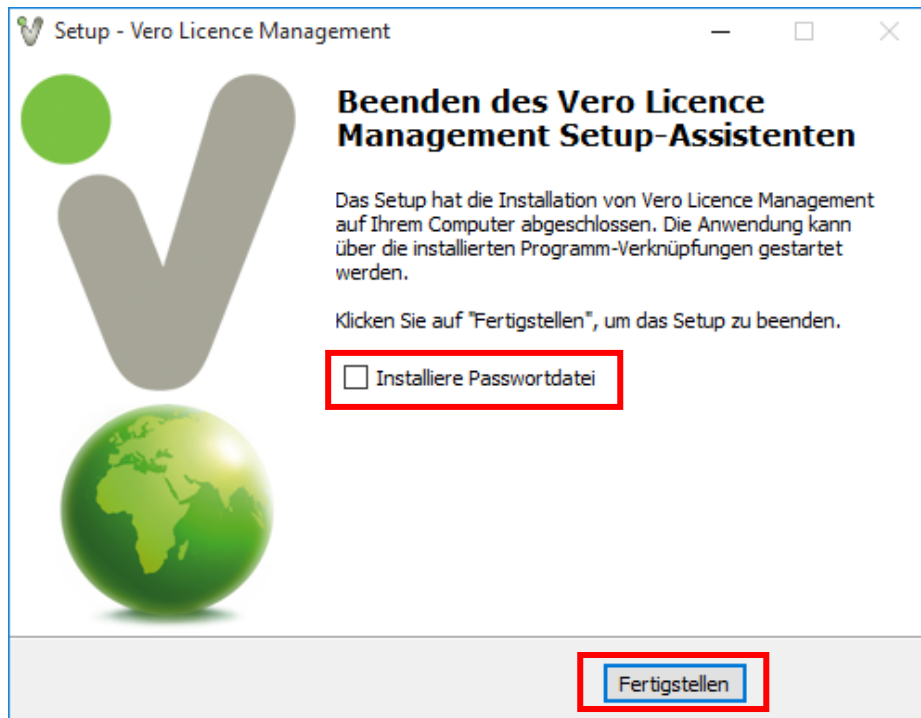 Setup - Vero Licence Management
Beenden des Vero Licence
Management Setup-Assistenten
Das Setup hat die Installation von Vero Licence Management
auf Ihrem Computer abgeschlossen. Die Anwendung kann
über die installierten Programm-Verknüpfungen gestartet
werden.
Klicken Sie auf "Fertigstellen", um das Setup zu beenden.
Installiere Passwortdatei
Fertigstellen